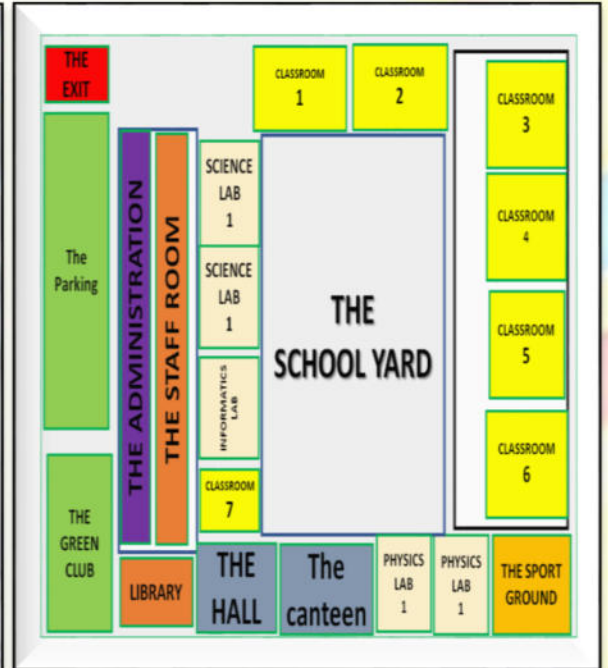 THE
EXIT
CLASSROOM
1
CLASSROOM
2
CLASSROOM
3
The
Parking
THE ADMINISTRATION
THE STAFF ROOM
SCIENCE
LAB
1
SCIENCE
LAB
1
INFORMATICS
LAB
CLASSROOM
7
THE
SCHOOL YARD
CLASSROOM
4
CLASSROOM
5
CLASSROOM
6
THE
GREEN
CLUB
LIBRARY
THE
HALL
The
canteen
PHYSICS
LAB
1
PHYSICS
LAB
1
THE SPORT
GROUND